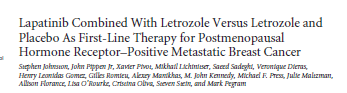 Lapatinib Combined With Letrozole Versus Letrozole and
Placebo As First-Line Therapy for Postmenopausal
Hormone Receptor–Positive Metastatic Breast Cancer
Stephen Johnston, John Pippen Jr, Xavier Pivot, Mikhail Lichinitser, Saeed Sadeghi, Veronique Dieras,
Henry Leonidas Gomez, Gilles Romieu, Alexey Manikhas, M. John Kennedy, Michael F. Press, Julie Maltzman,
Allison Florance, Lisa O'Rourke, Cristina Oliva, Steven Stein, and Mark Pegram